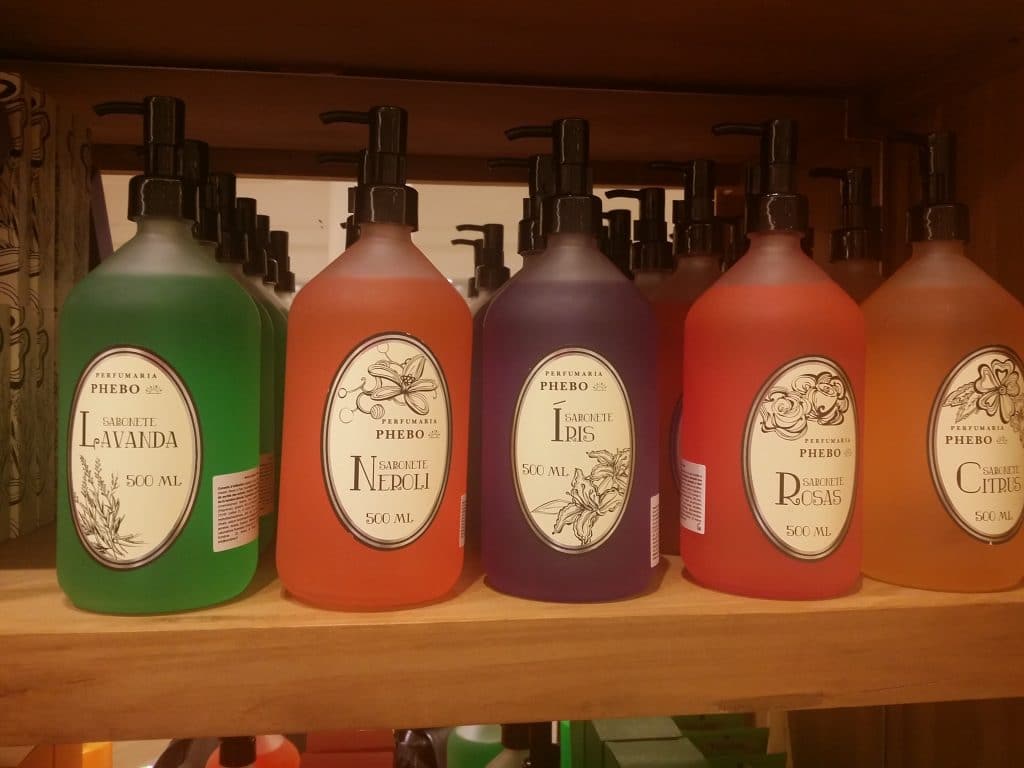 PERFUMARIA
PHEBO
SABONETE
LAVANDA
500 ML
PERFUMARIA
PHEBO
SABONETE
NEROLI
500 ML
PERFUMARIA
PHEBO
SABONETE
ÍRIS
500 ML
PERFUMARIA
PHEBO
SABONETE
ROSAS
500 ML
PERFUMARIA
PHEBO
SABONETE
CITRUS
500 ML